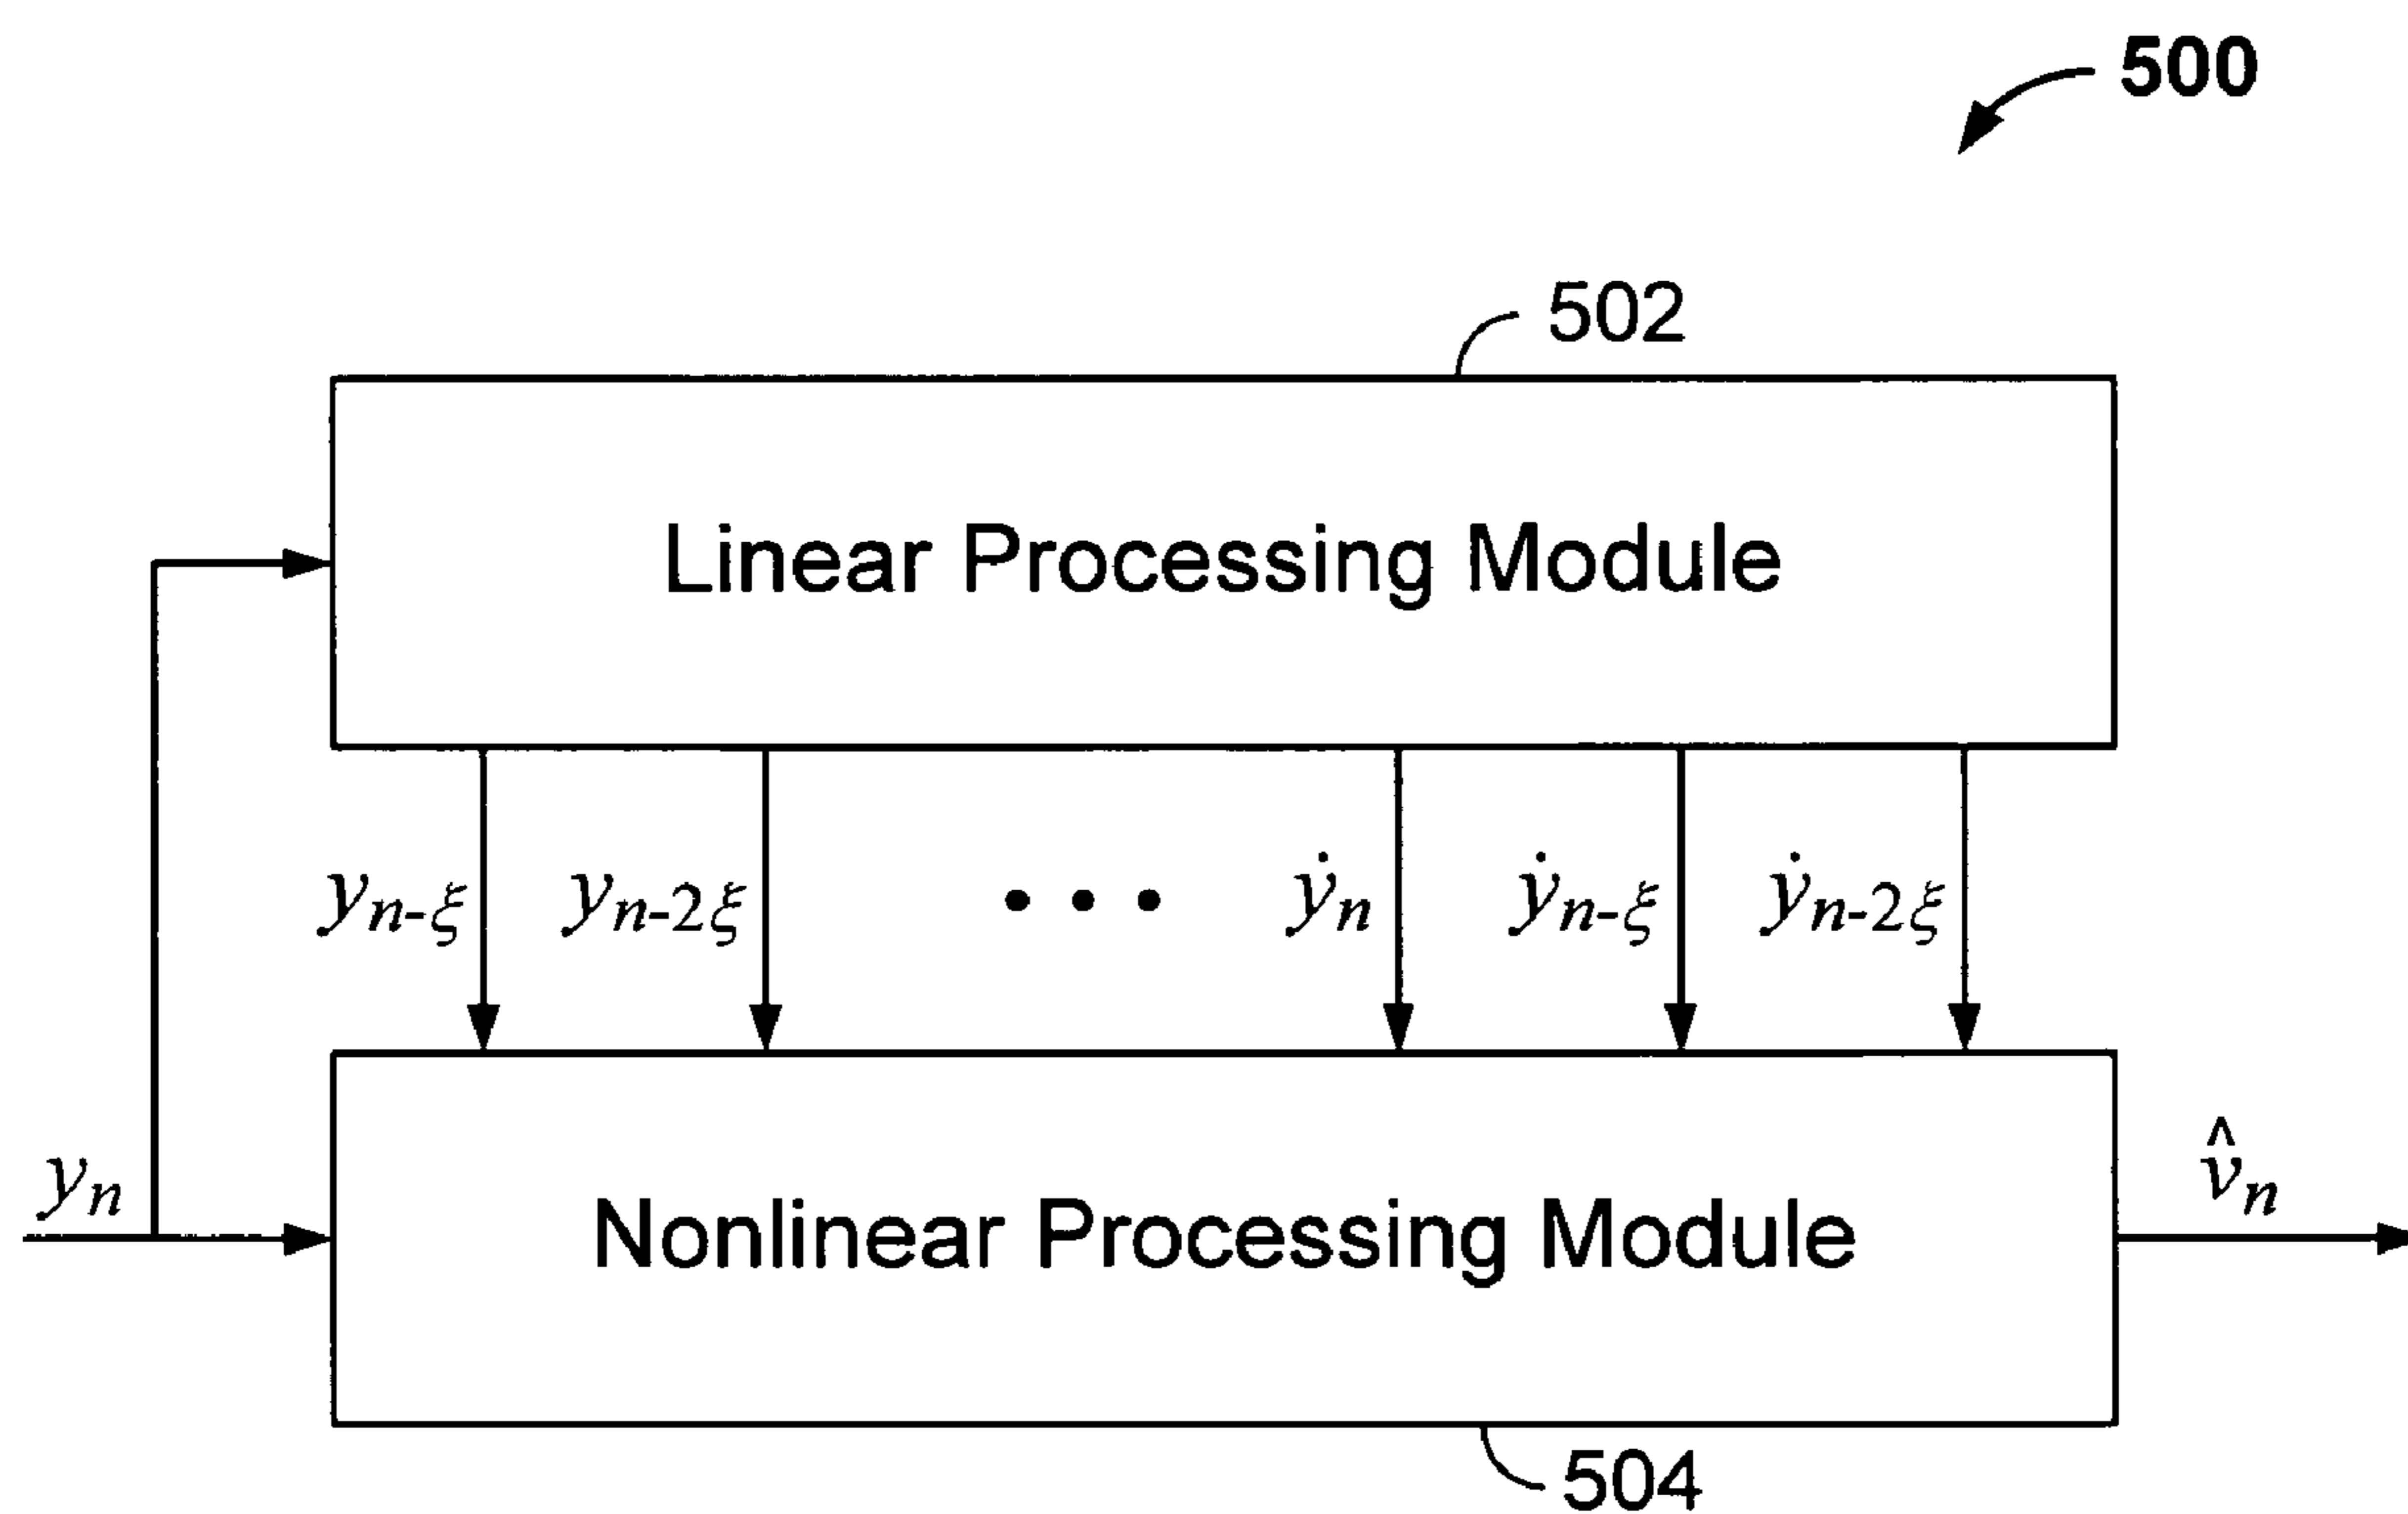 500
502
Linear Processing Module
yₙ₋ξ yₙ₋₂ξ • • • ẏₙ ẏₙ₋ξ ẏₙ₋₂ξ
yₙ
Nonlinear Processing Module
v̂ₙ
504